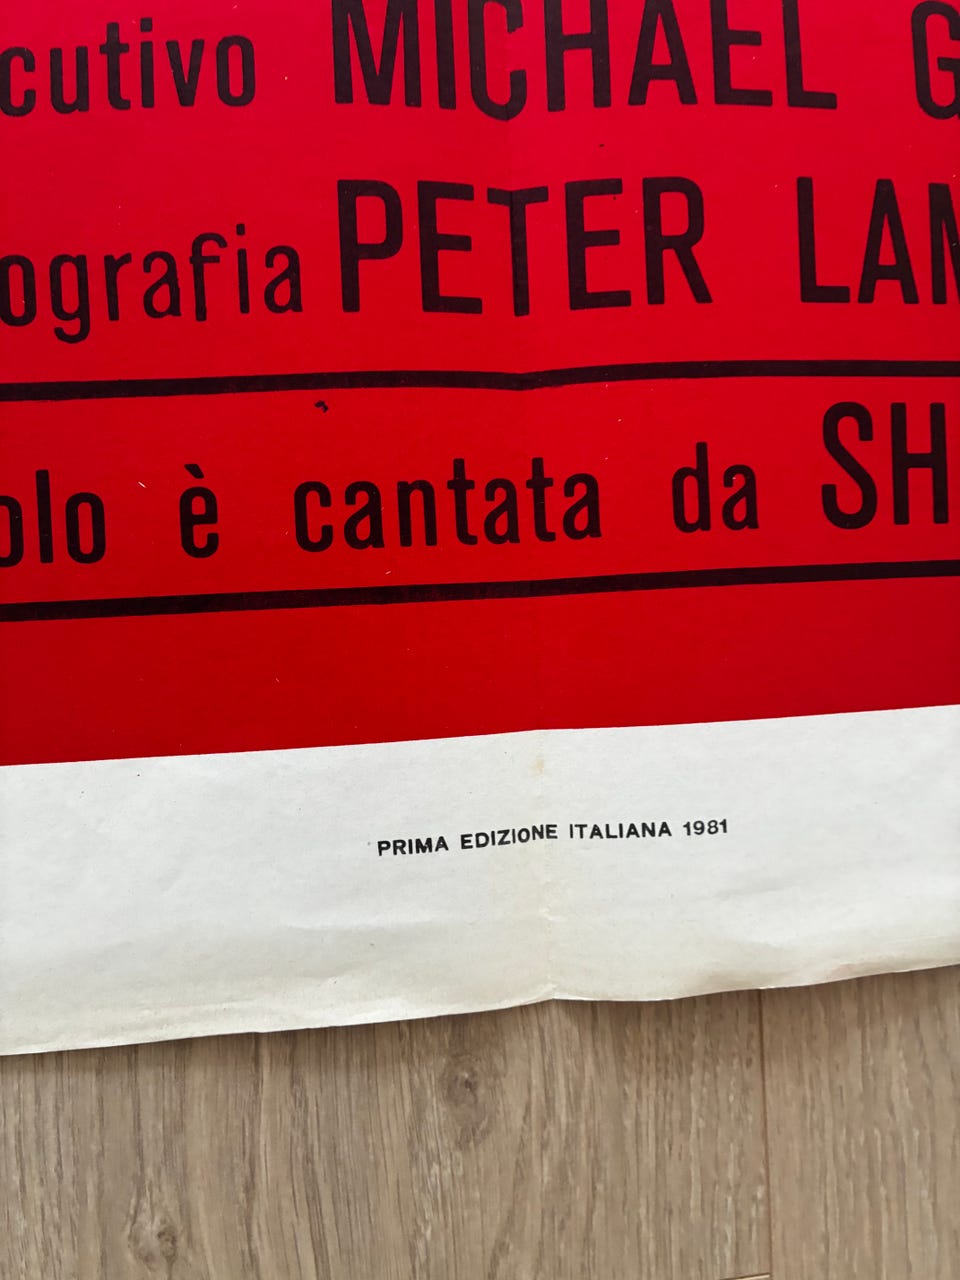 cutivo MICHAEL G
ografia PETER LAM
olo è cantata da SH
PRIMA EDIZIONE ITALIANA 1981